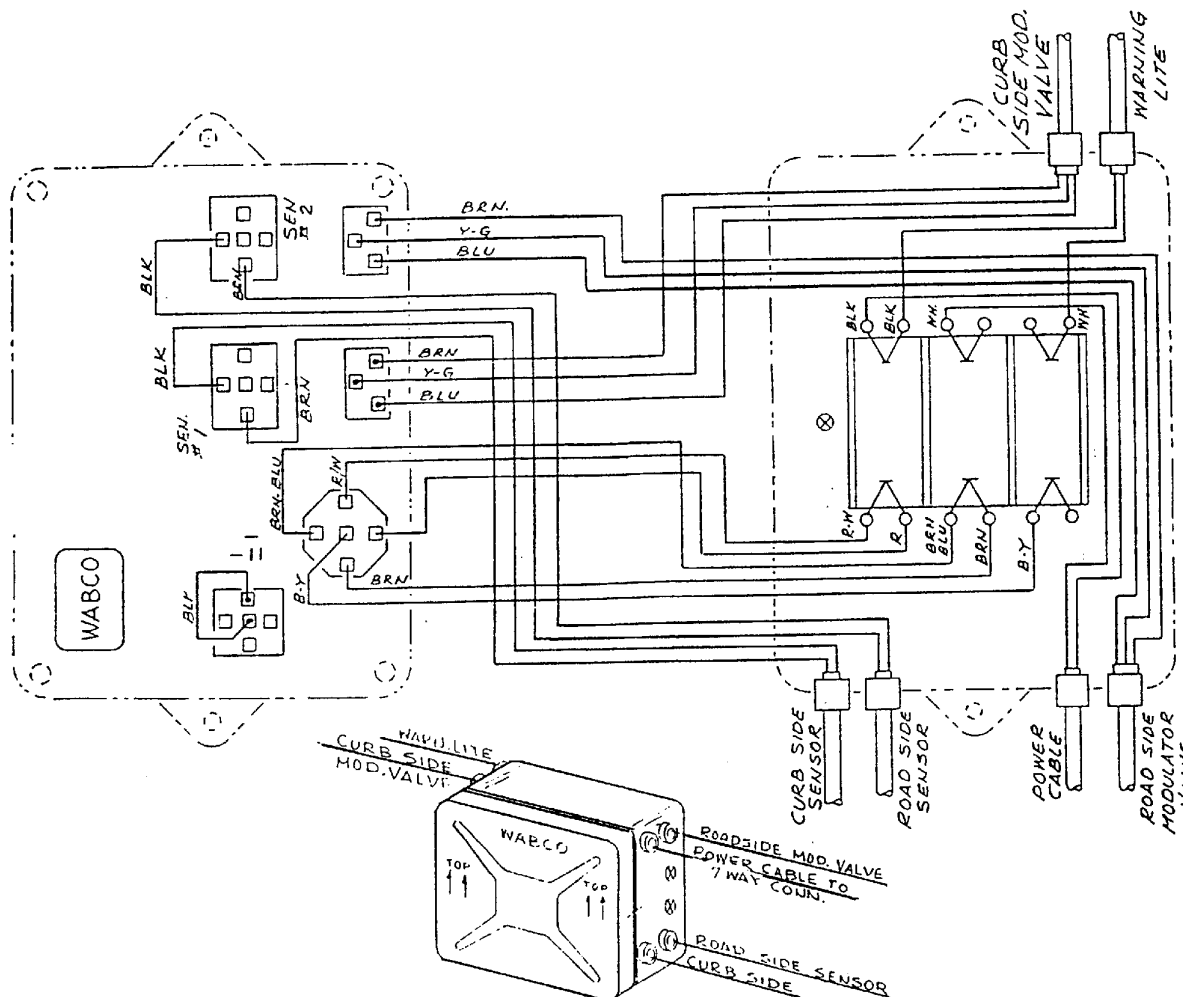 CURB
SIDE MOD.
VALVE
WARNING
LITE
SEN
#2
BLK
BRN
BRN.
Y-G
BLU
BLK
SEN.
#1
BRN
BRN
Y-G
BLU
BRN-BLU
R/W
B-Y
BRN
WABCO
BLK
BLK
BLK
WH.
WH
R-W
R
BRN
BLU
BRN
B-Y
CURB SIDE
SENSOR
ROAD SIDE
SENSOR
POWER
CABLE
ROAD SIDE
MODULATOR
LITE
CURB SIDE
MOD. VALVE
WABCO
TOP
TOP
ROADSIDE MOD. VALVE
POWER CABLE TO
7 WAY CONN.
ROAD SIDE SENSOR
CURB SIDE